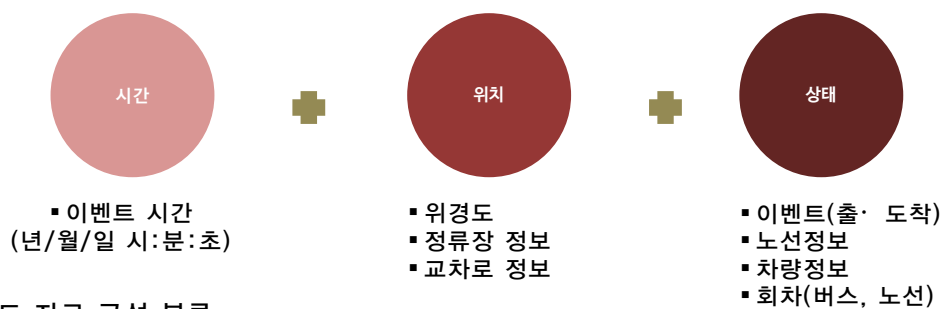 시간
위치
상태
▪이벤트 시간
(년/월/일 시:분:초)
▪위경도
▪정류장 정보
▪교차로 정보
▪이벤트(출· 도착)
▪노선정보
▪차량정보
▪회차(버스, 노선)